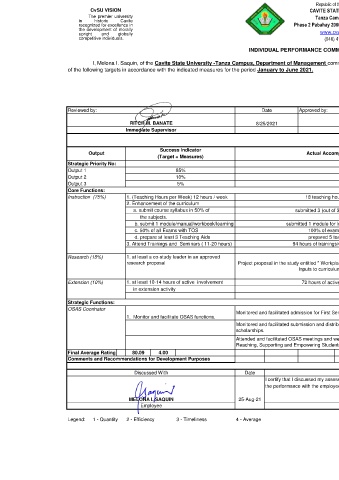 CvSU VISION
The premier university
in historic Cavite
recognized for excellence in
the development of morally
upright and globally
competitive individuals.
Republic of
CAVITE STAT
Tanza Cam
Phase 2 Pabahay 200
(046) 4
INDIVIDUAL PERFORMANCE COMM
I, Melona I. Saquin, of the Cavite State University -Tanza Campus, Department of Management com
of the following targets in accordance with the indicated measures for the period January to June 2021.
Reviewed by:
Date
Approved by:
RITCH M. BANATE
8/25/2021
Immediate Supervisor
Output
Success Indicator
(Target + Measures)
Actual Accom
Strategic Priority No:
Output 1
85%
Output 2
10%
Output 3
5%
Core Functions:
Instruction (75%)
1. (Teaching Hours per Week) 12 hours / week
18 teaching hou
2. Enhancement of the curriculum
a. submit course syllabus in 50% of
the subjects
submitted 3 (out of 3
b. submit 1 module/manual/workbook/learning
submitted 1 module for s
c. 50% of all Exams with TOS
100% of exam
d. prepare at least 3 Teaching Aids
prepared 5 tea
3. Attend Trainings and Seminars ( 11-20 hours)
94 hours of trainings/
Research (15%)
1. at least a co study leader in an approved
research proposal
Project proposal in the study entitled " Workpla
Inputs to curriculum
Extension (10%)
1. at least 10-14 hours of active involvement
in extension activity
70 hours of active
Strategic Functions:
OSAS Coordinator
1. Monitor and facilitate OSAS functions.
Monitored and facilitated admission for First Sem
Monitored and facilitated submission and distrib
scholarships.
Attended and facilitated OSAS meetings and we
Reaching, Supporting and Empowering Students
Final Average Rating
80.09
4.00
Comments and Recommendations for Development Purposes
Discussed With
Date
I certify that I discussed my asses
the performance with the employe
MELONA I. SAQUIN
25-Aug-21
Employee
Legend: 1 - Quantity 2 - Efficiency 3 - Timeliness 4 - Average